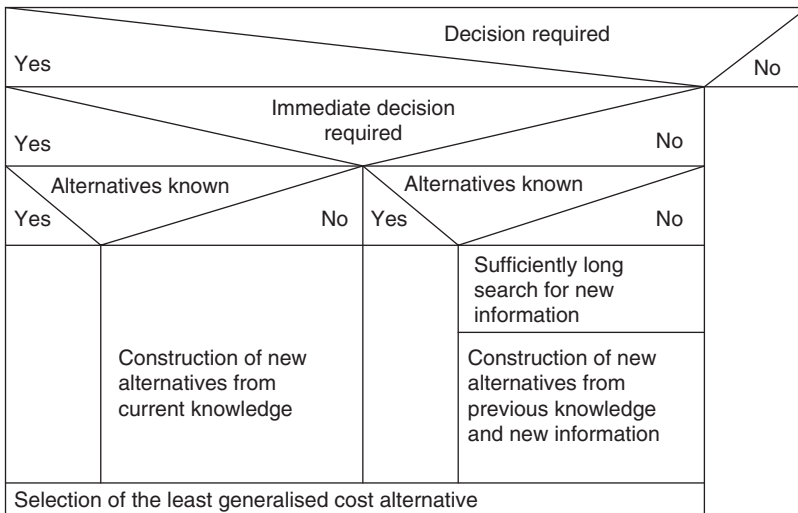 Decision required
Yes
No
Immediate decision
required
Yes
No
Alternatives known
Alternatives known
Yes
No
Yes
No
Sufficiently long
search for new
information
Construction of new
alternatives from
current knowledge
Construction of new
alternatives from
previous knowledge
and new information
Selection of the least generalised cost alternative